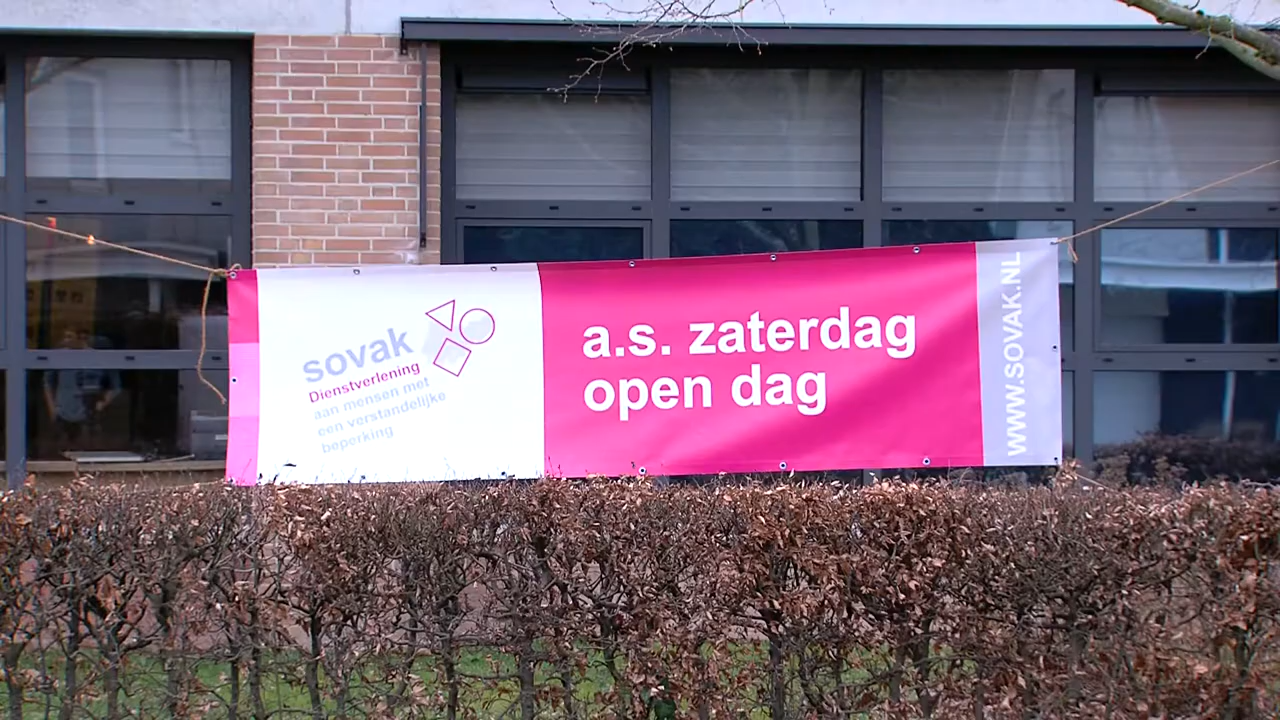 sovak
Dienstverlening
aan mensen met
een verstandelijke
beperking
a.s. zaterdag
open dag
WWW.SOVAK.NL